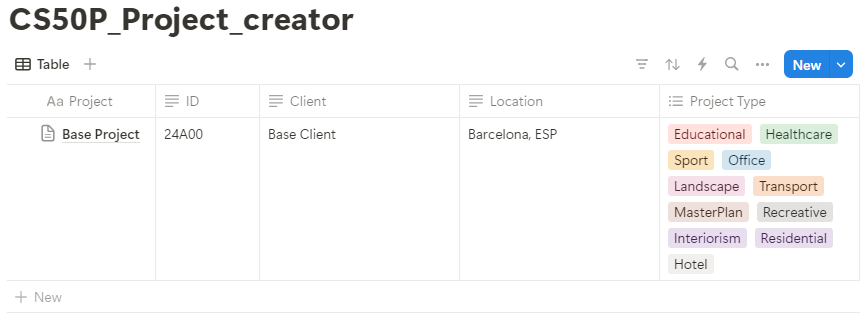 CS50P_Project_creator
Table
New
Aa Project ID Client Location Project Type
Base Project 24A00 Base Client Barcelona, ESP Educational Healthcare
Sport Office
Landscape Transport
MasterPlan Recreative
Interiorism Residential
Hotel
+ New